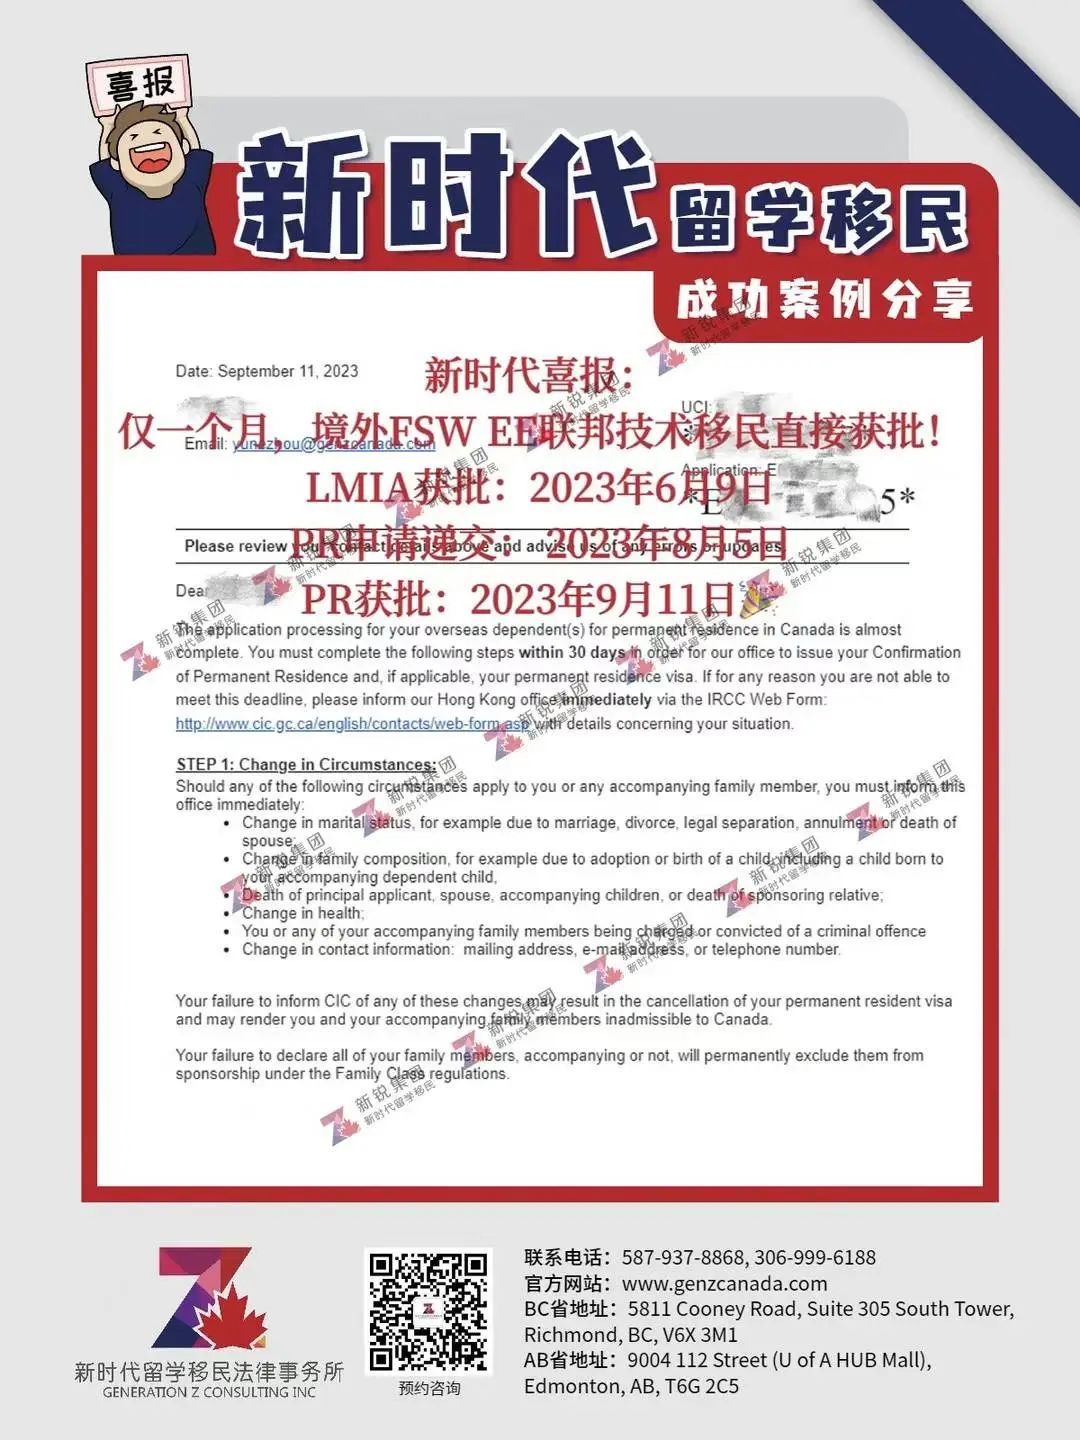 喜报
新时代 留学移民
成功案例分享
Date: September 11, 2023
新时代喜报：
UCI:
仅一个月，境外FSW EE联邦技术移民直接获批！
Email: yunezhou@genzcanada.com
Application: E
LMIA获批：2023年6月9日
*E 5*
PR申请递交：2023年8月5日
Please review your contact details above and advise us of any errors or updates.
Dear
PR获批：2023年9月11日
The application processing for your overseas dependent(s) for permanent residence in Canada is almost
complete. You must complete the following steps within 30 days in order for our office to issue your Confirmation
of Permanent Residence and, if applicable, your permanent residence visa. If for any reason you are not able to
meet this deadline, please inform our Hong Kong office immediately via the IRCC Web Form:
http://www.cic.gc.ca/english/contacts/web-form.asp with details concerning your situation.
STEP 1: Change in Circumstances:
Should any of the following circumstances apply to you or any accompanying family member, you must inform this
office immediately:
• Change in marital status, for example due to marriage, divorce, legal separation, annulment or death of
spouse;
• Change in family composition, for example due to adoption or birth of a child, including a child born to
your accompanying dependent child,
• Death of principal applicant, spouse, accompanying children, or death of sponsoring relative;
• Change in health;
• You or any of your accompanying family members being charged or convicted of a criminal offence
• Change in contact information: mailing address, e-mail address, or telephone number.
Your failure to inform CIC of any of these changes may result in the cancellation of your permanent resident visa
and may render you and your accompanying family members inadmissible to Canada.
Your failure to declare all of your family members, accompanying or not, will permanently exclude them from
sponsorship under the Family Class regulations.
新锐集团
新时代留学移民
新时代留学移民法律事务所
GENERATION Z CONSULTING INC
预约咨询
联系电话：587-937-8868, 306-999-6188
官方网站：www.genzcanada.com
BC省地址：5811 Cooney Road, Suite 305 South Tower,
Richmond, BC, V6X 3M1
AB省地址：9004 112 Street (U of A HUB Mall),
Edmonton, AB, T6G 2C5